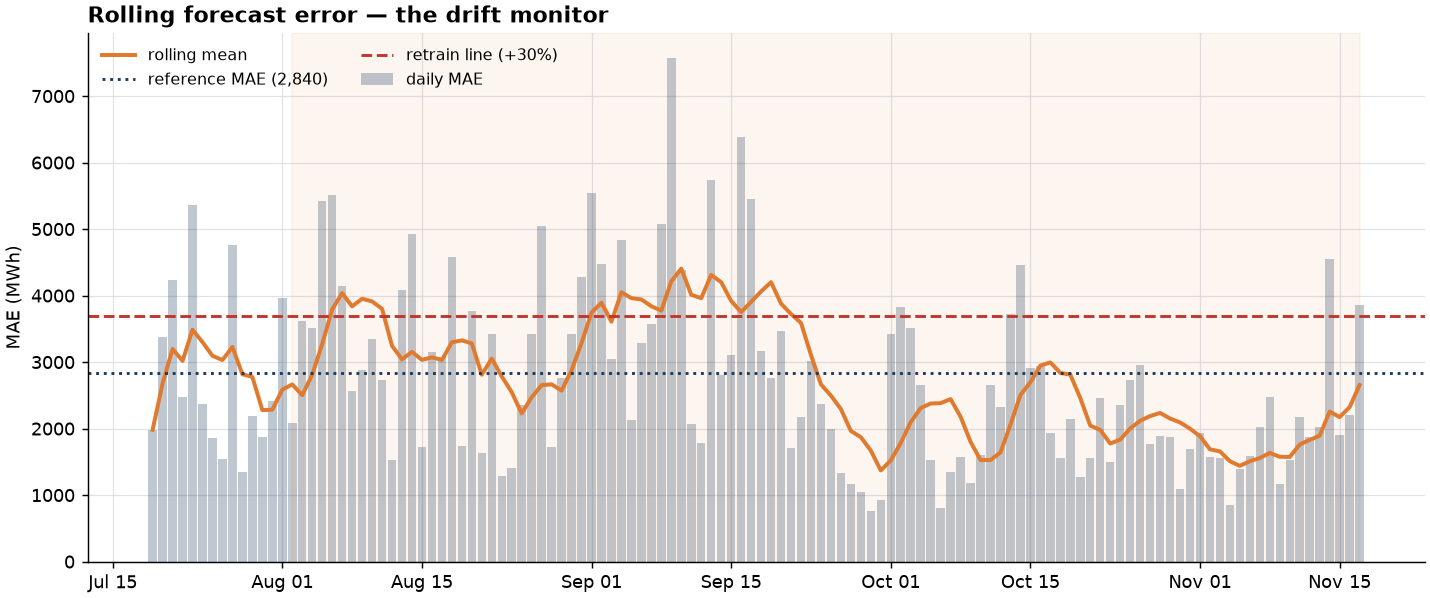 Rolling forecast error — the drift monitor
rolling mean
reference MAE (2,840)
retrain line (+30%)
daily MAE
MAE (MWh)
7000
6000
5000
4000
3000
2000
1000
0
Jul 15
Aug 01
Aug 15
Sep 01
Sep 15
Oct 01
Oct 15
Nov 01
Nov 15